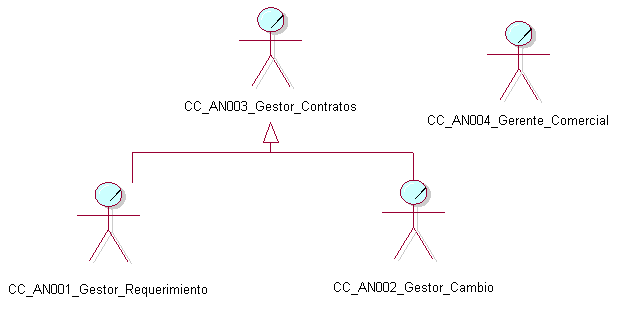 CC_AN003_Gestor_Contratos
CC_AN004_Gerente_Comercial
CC_AN001_Gestor_Requerimiento
CC_AN002_Gestor_Cambio